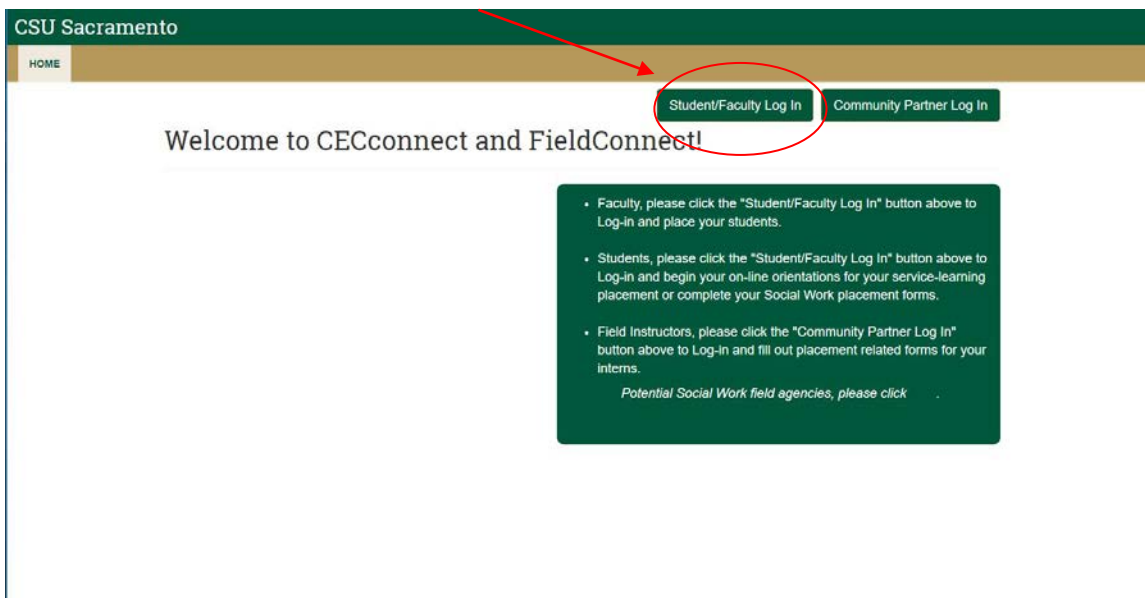 CSU Sacramento
HOME
Student/Faculty Log In Community Partner Log In
Welcome to CECconnect and FieldConnect!
• Faculty, please click the "Student/Faculty Log In" button above to
Log-in and place your students.
• Students, please click the "Student/Faculty Log In" button above to
Log-in and begin your on-line orientations for your service-learning
placement or complete your Social Work placement forms.
• Field Instructors, please click the "Community Partner Log In"
button above to Log-in and fill out placement related forms for your
interns.
Potential Social Work field agencies, please click .